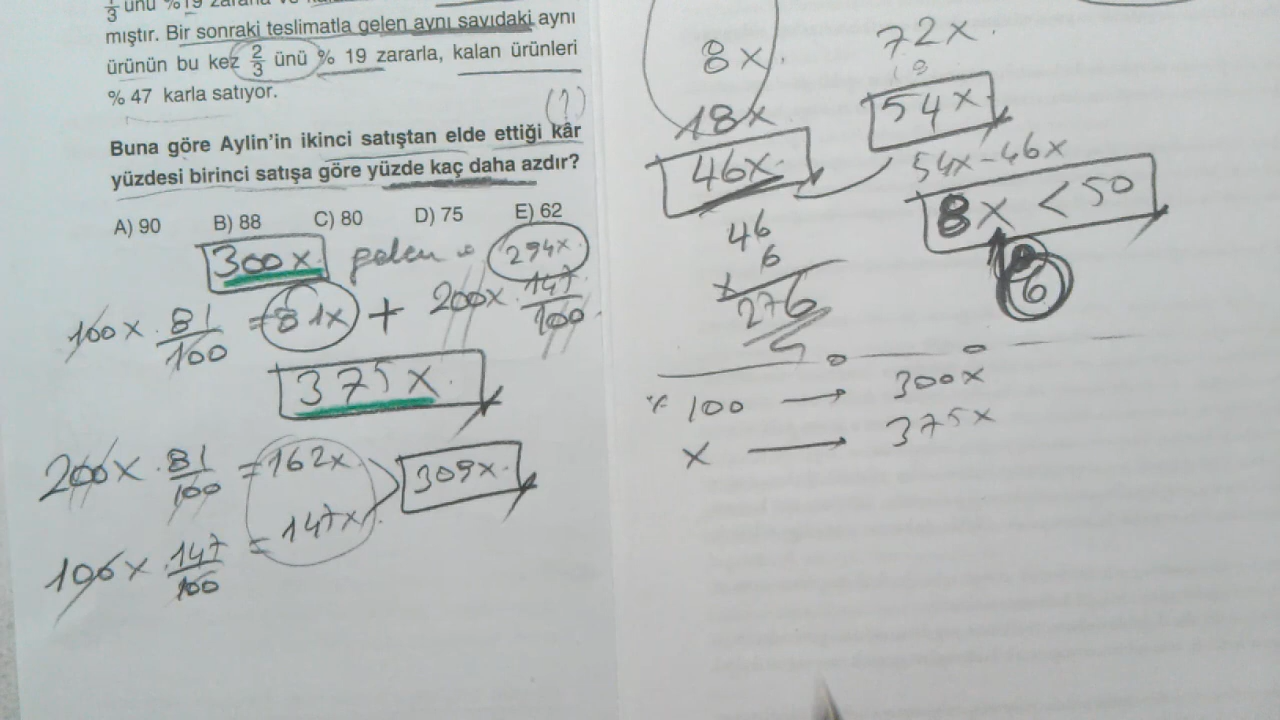 mıştır. Bir sonraki teslimatla gelen aynı sayıdaki aynı
ürünün bu kez 2/3 ünü % 19 zararla, kalan ürünleri
% 47 karla satıyor.
(1)
Buna göre Aylin'in ikinci satıştan elde ettiği kâr
yüzdesi birinci satışa göre yüzde kaç daha azdır?
A) 90 B) 88 C) 80 D) 75 E) 62
300x gelen 294x
100x . 81/100 = 81x + 200x . 147/100
375x
200x . 81/100 = 162x
309x
100x . 147/100 = 147x
8x
18x
46x
46
x 6
276
72x
54x
54x - 46x
8x < 50
6
% 100 → 300x
x → 375x